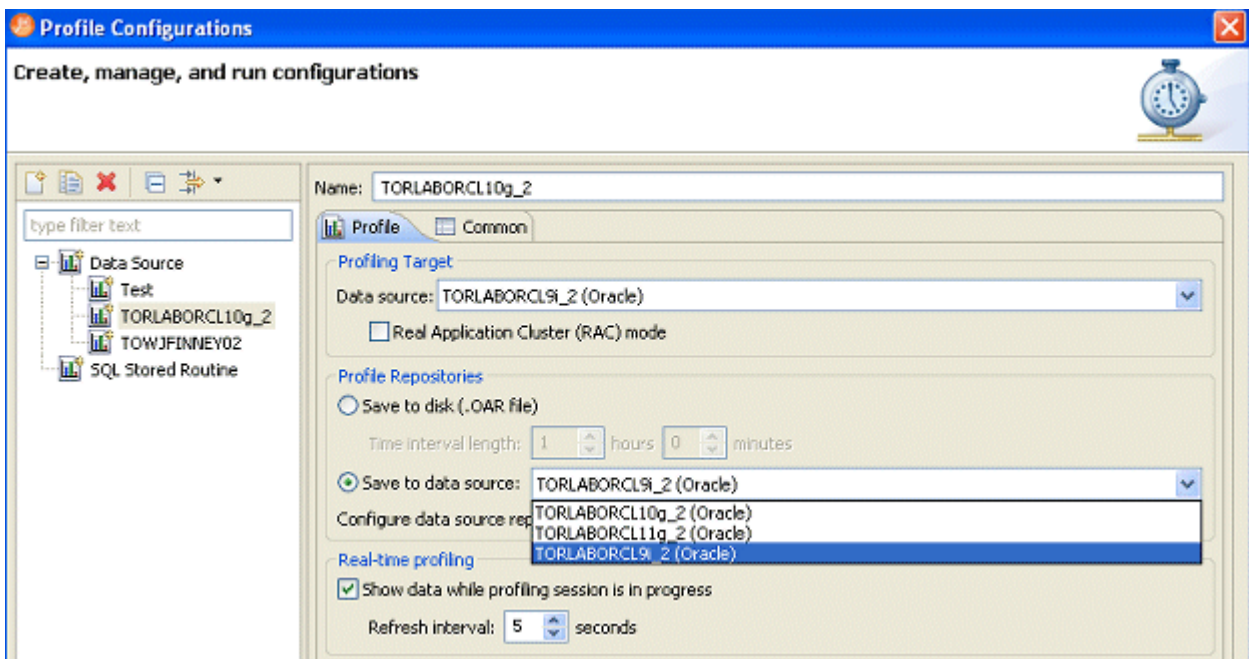 Profile Configurations
Create, manage, and run configurations
type filter text
Data Source
Test
TORLABORCL10g_2
TOWJFINNEY02
SQL Stored Routine
Name: TORLABORCL10g_2
Profile Common
Profiling Target
Data source: TORLABORCL9i_2 (Oracle)
Real Application Cluster (RAC) mode
Profile Repositories
Save to disk (.OAR file)
Time interval length: 1 hours 0 minutes
Save to data source: TORLABORCL9i_2 (Oracle)
TORLABORCL10g_2 (Oracle)
Configure data source rep
TORLABORCL11g_2 (Oracle)
TORLABORCL9i_2 (Oracle)
Real-time profiling
Show data while profiling session is in progress
Refresh interval: 5 seconds